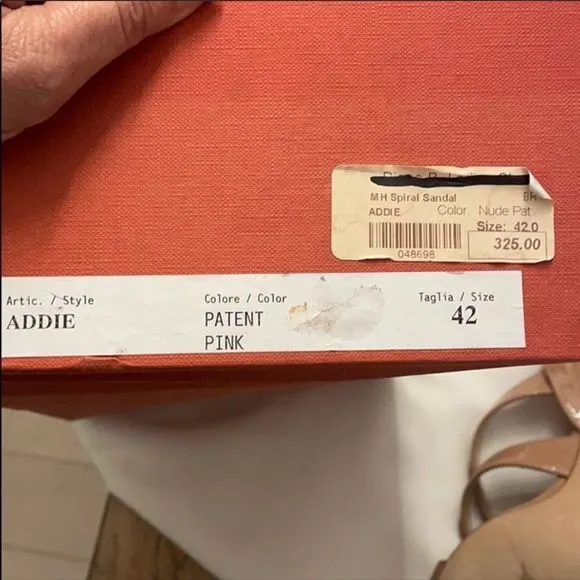 MH Spiral Sandal BR
ADDIE Color Nude Pat
Size: 42.0
325.00
048698
Artic. / Style Colore / Color Taglia / Size
ADDIE PATENT 42
PINK